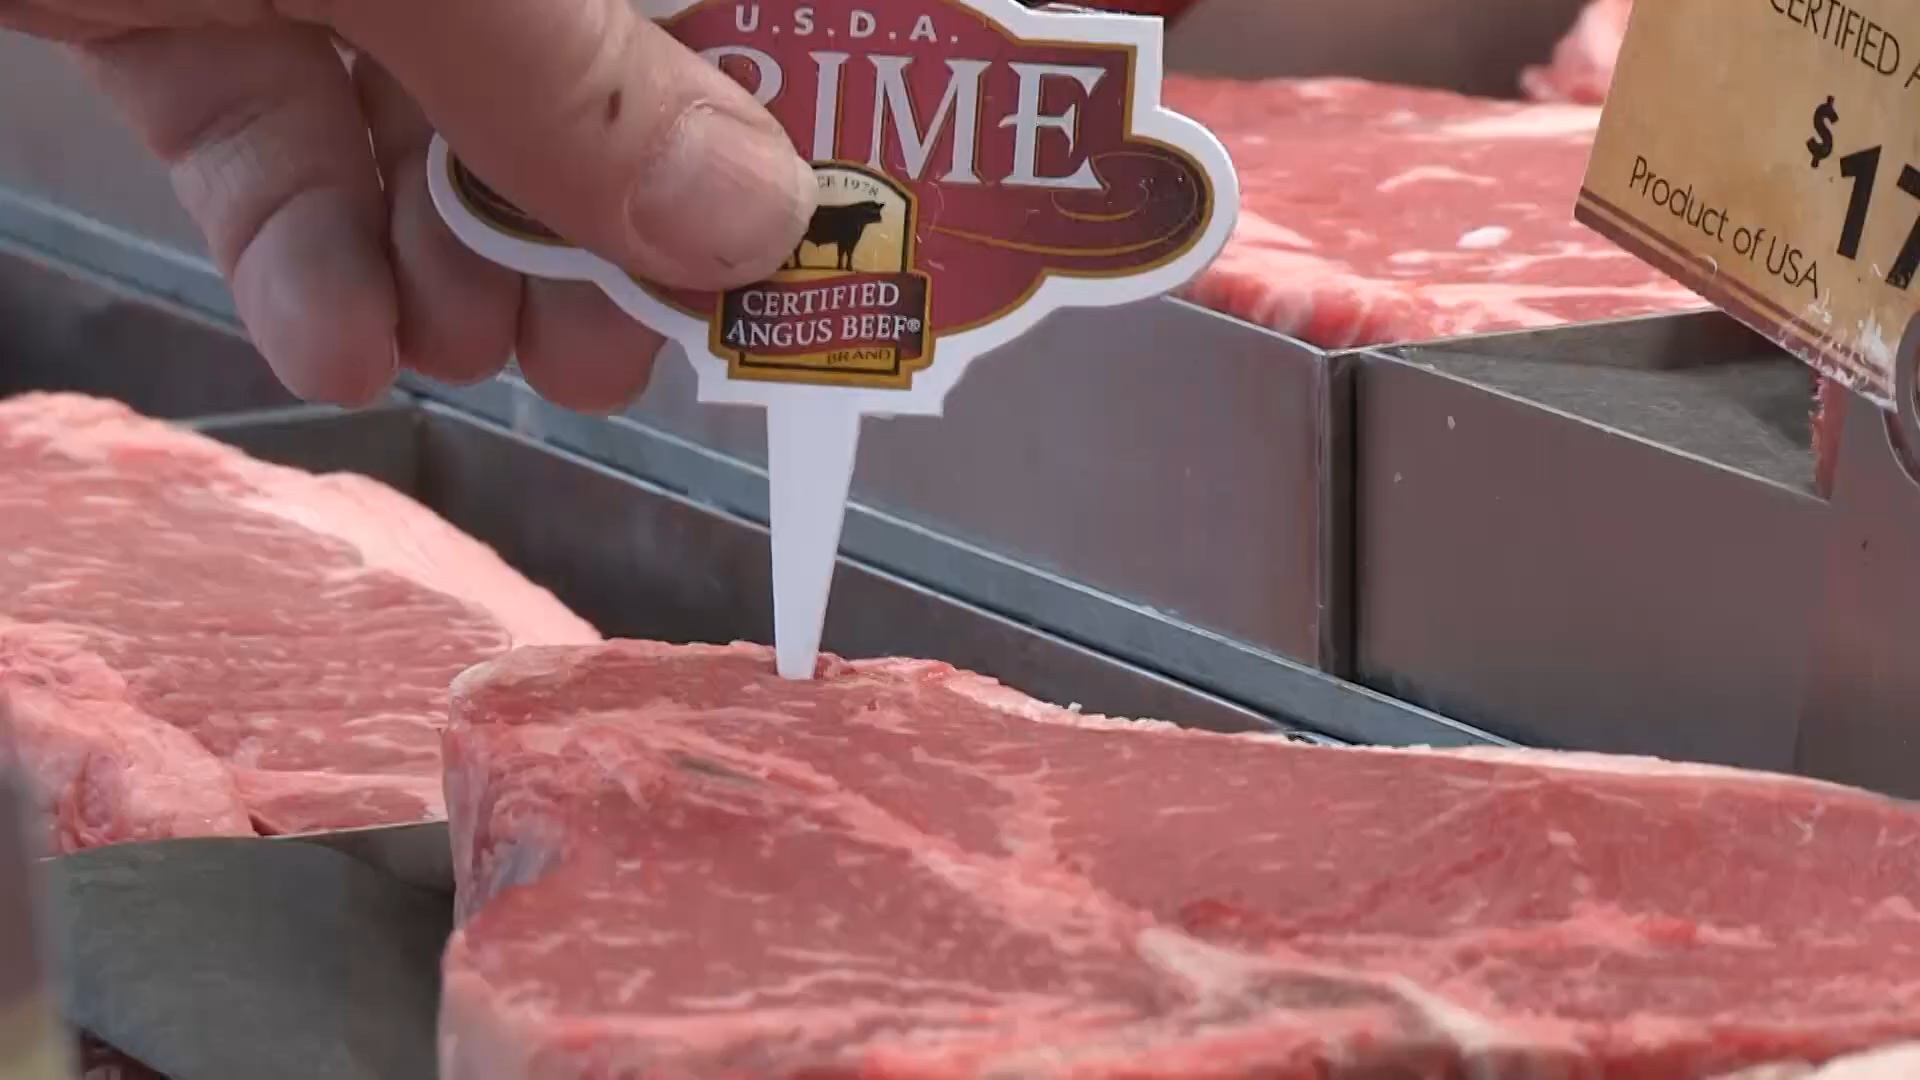 U.S.D.A.
RIME
CE 1978
CERTIFIED
ANGUS BEEF®
BRAND
CERTIFIED A
$17
Product of USA